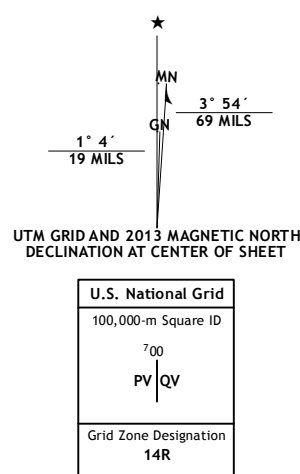 ★
MN
3° 54´
69 MILS
GN
1° 4´
19 MILS
UTM GRID AND 2013 MAGNETIC NORTH
DECLINATION AT CENTER OF SHEET
U.S. National Grid
100,000-m Square ID
⁷00
PV QV
Grid Zone Designation
14R